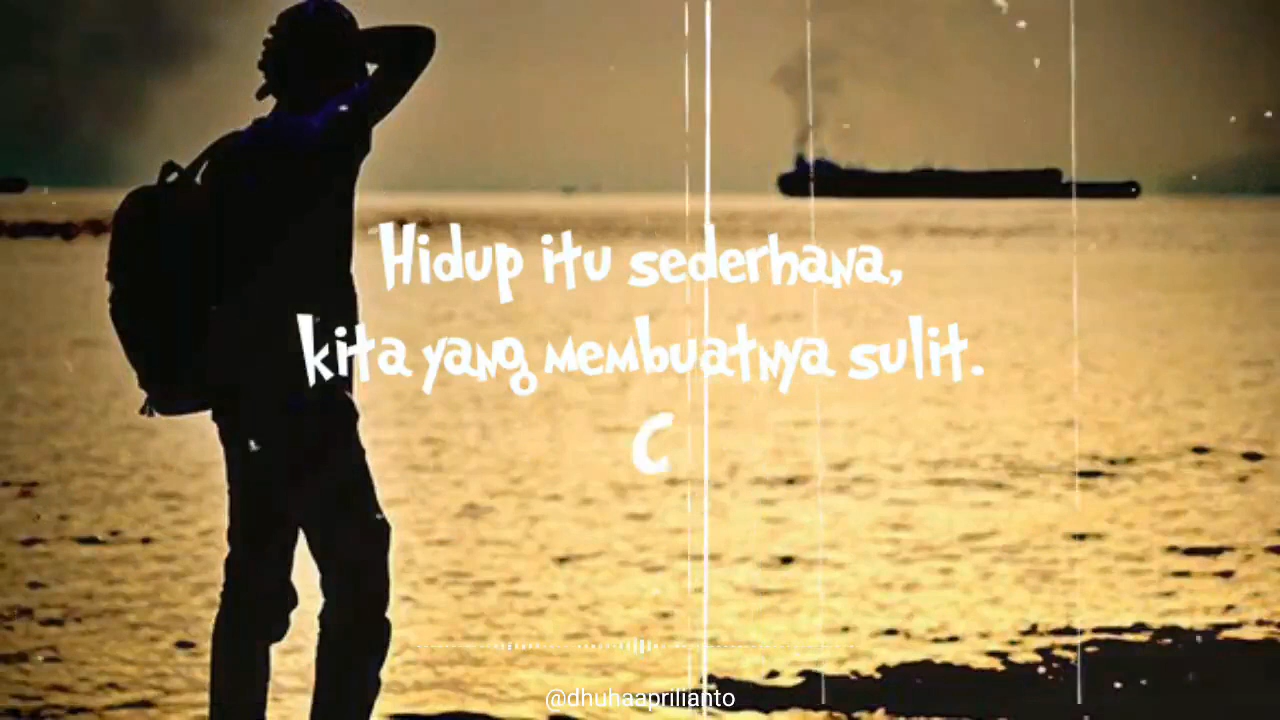 Hidup itu sederhana,
kita yang membuatnya sulit.
C
@dhuhaaprilianto